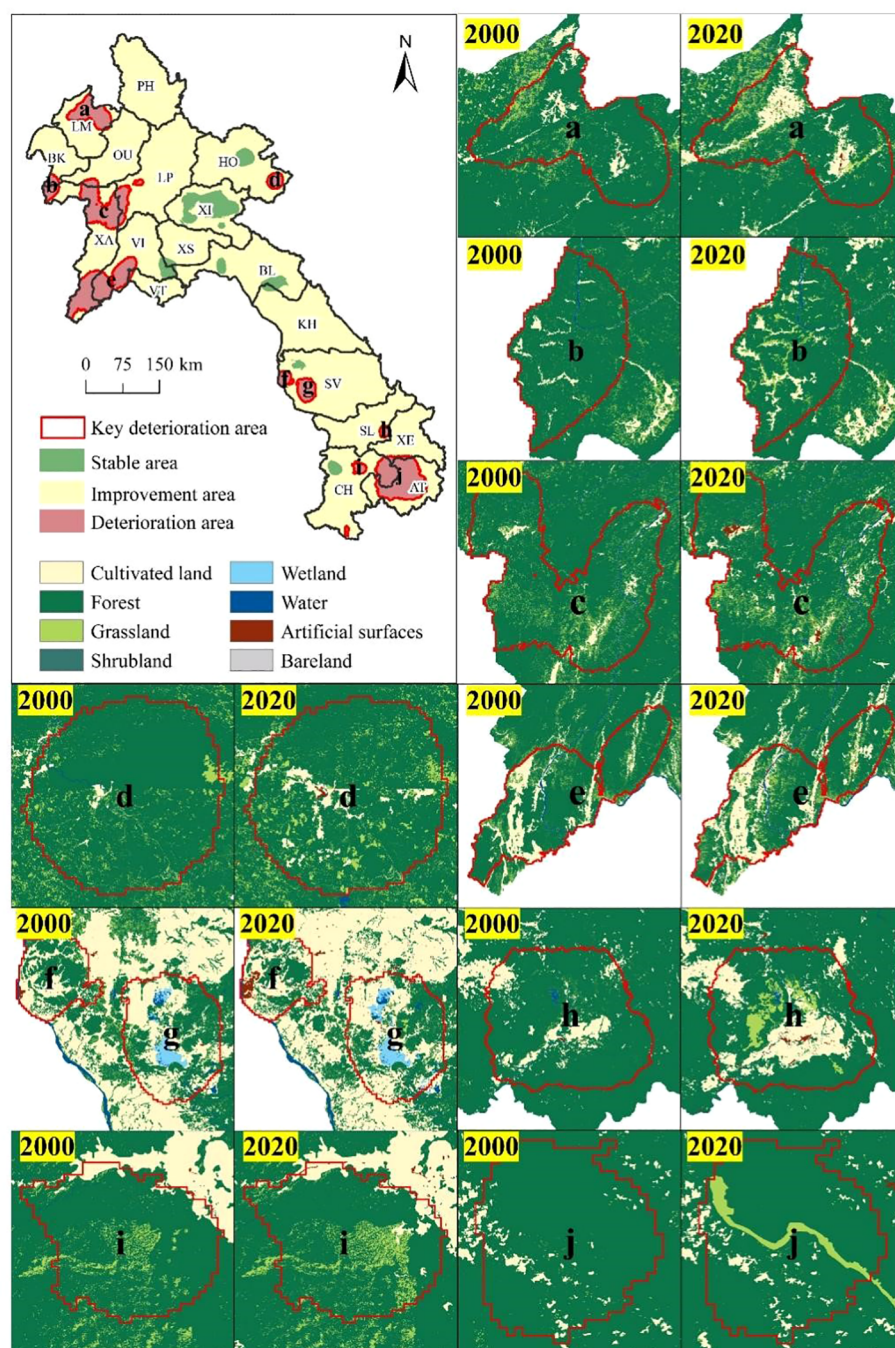 N
PH
a
LM
BK
OU
HO
b
LP
d
c
XI
XA
VI
XS
BL
e
VT
KH
0 75 150 km
f
g
SV
SL
h
XE
i
j
CH
AT
Key deterioration area
Stable area
Improvement area
Deterioration area
Cultivated land
Wetland
Forest
Water
Grassland
Artificial surfaces
Shrubland
Bareland
2000
2020
a
a
2000
2020
b
b
2000
2020
c
c
2000
2020
2000
2020
d
d
e
e
2000
2020
2000
2020
f
g
f
g
h
h
2000
2020
2000
2020
i
i
j
j